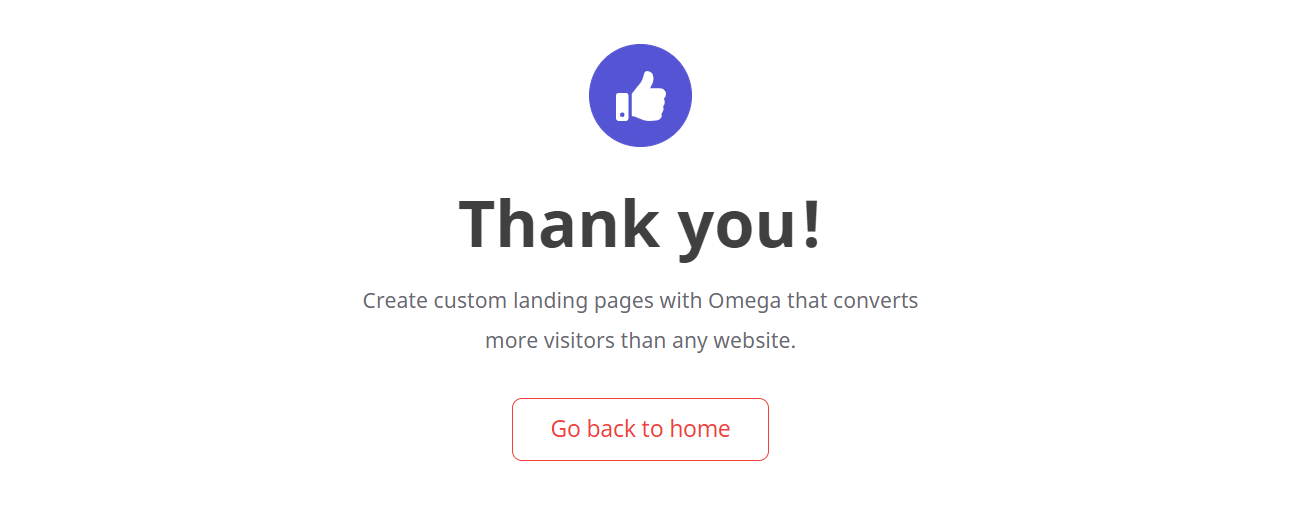 Thank you!
Create custom landing pages with Omega that converts
more visitors than any website.
Go back to home